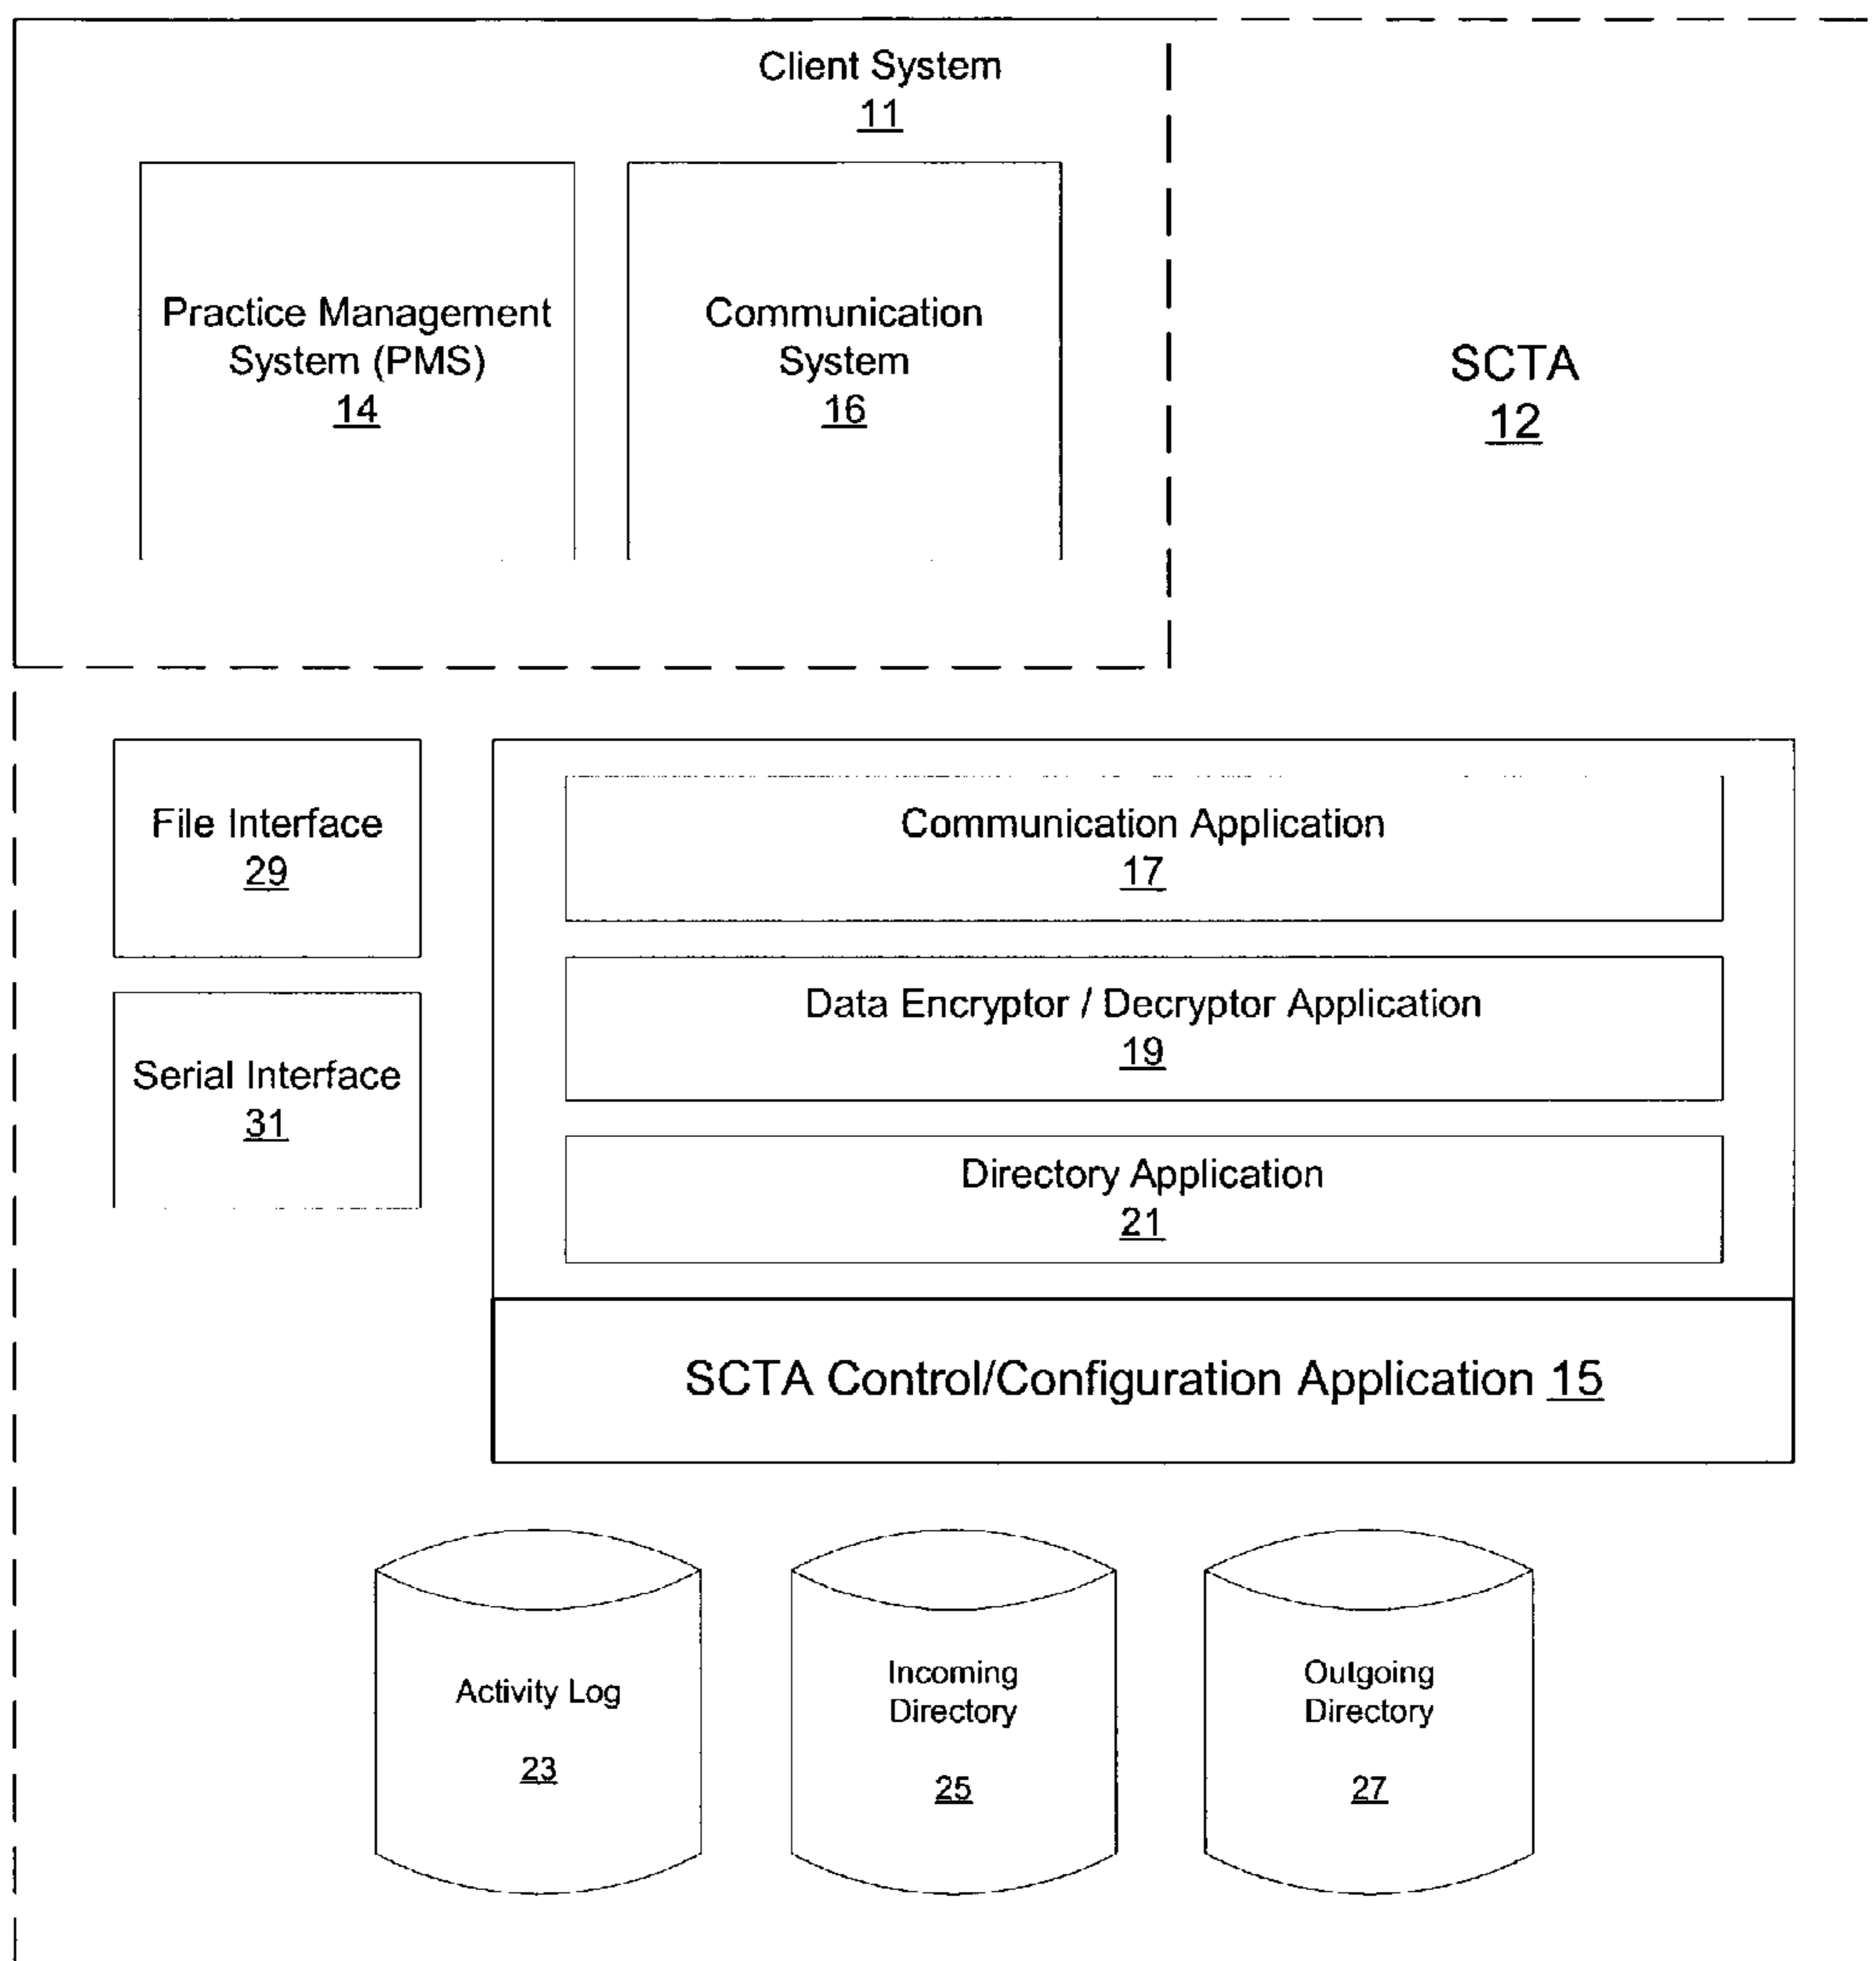 Client System
11
Practice Management
System (PMS)
14
Communication
System
16
SCTA
12
File Interface
29
Serial Interface
31
Communication Application
17
Data Encryptor / Decryptor Application
19
Directory Application
21
SCTA Control/Configuration Application 15
Activity Log
23
Incoming
Directory
25
Outgoing
Directory
27